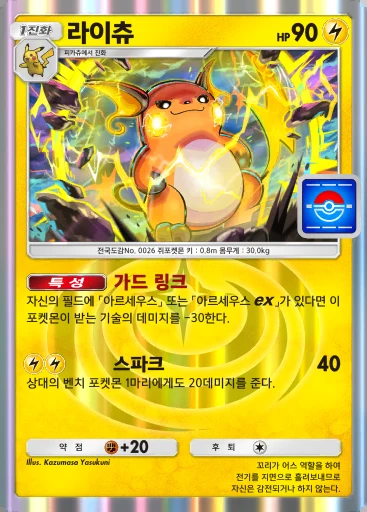 1진화 라이츄 HP 90
피카츄에서 진화
전국도감No. 0026 쥐포켓몬 키 : 0.8m 몸무게 : 30.0kg
특성 가드 링크
자신의 필드에 「아르세우스」 또는 「아르세우스 ex」가 있다면 이
포켓몬이 받는 기술의 데미지를 -30한다.
스파크 40
상대의 벤치 포켓몬 1마리에게도 20데미지를 준다.
약점 +20 후퇴
Illus. Kazumasa Yasukuni
꼬리가 어스 역할을 하여
전기를 지면으로 흘려보내므로
자신은 감전되거나 하지 않는다.